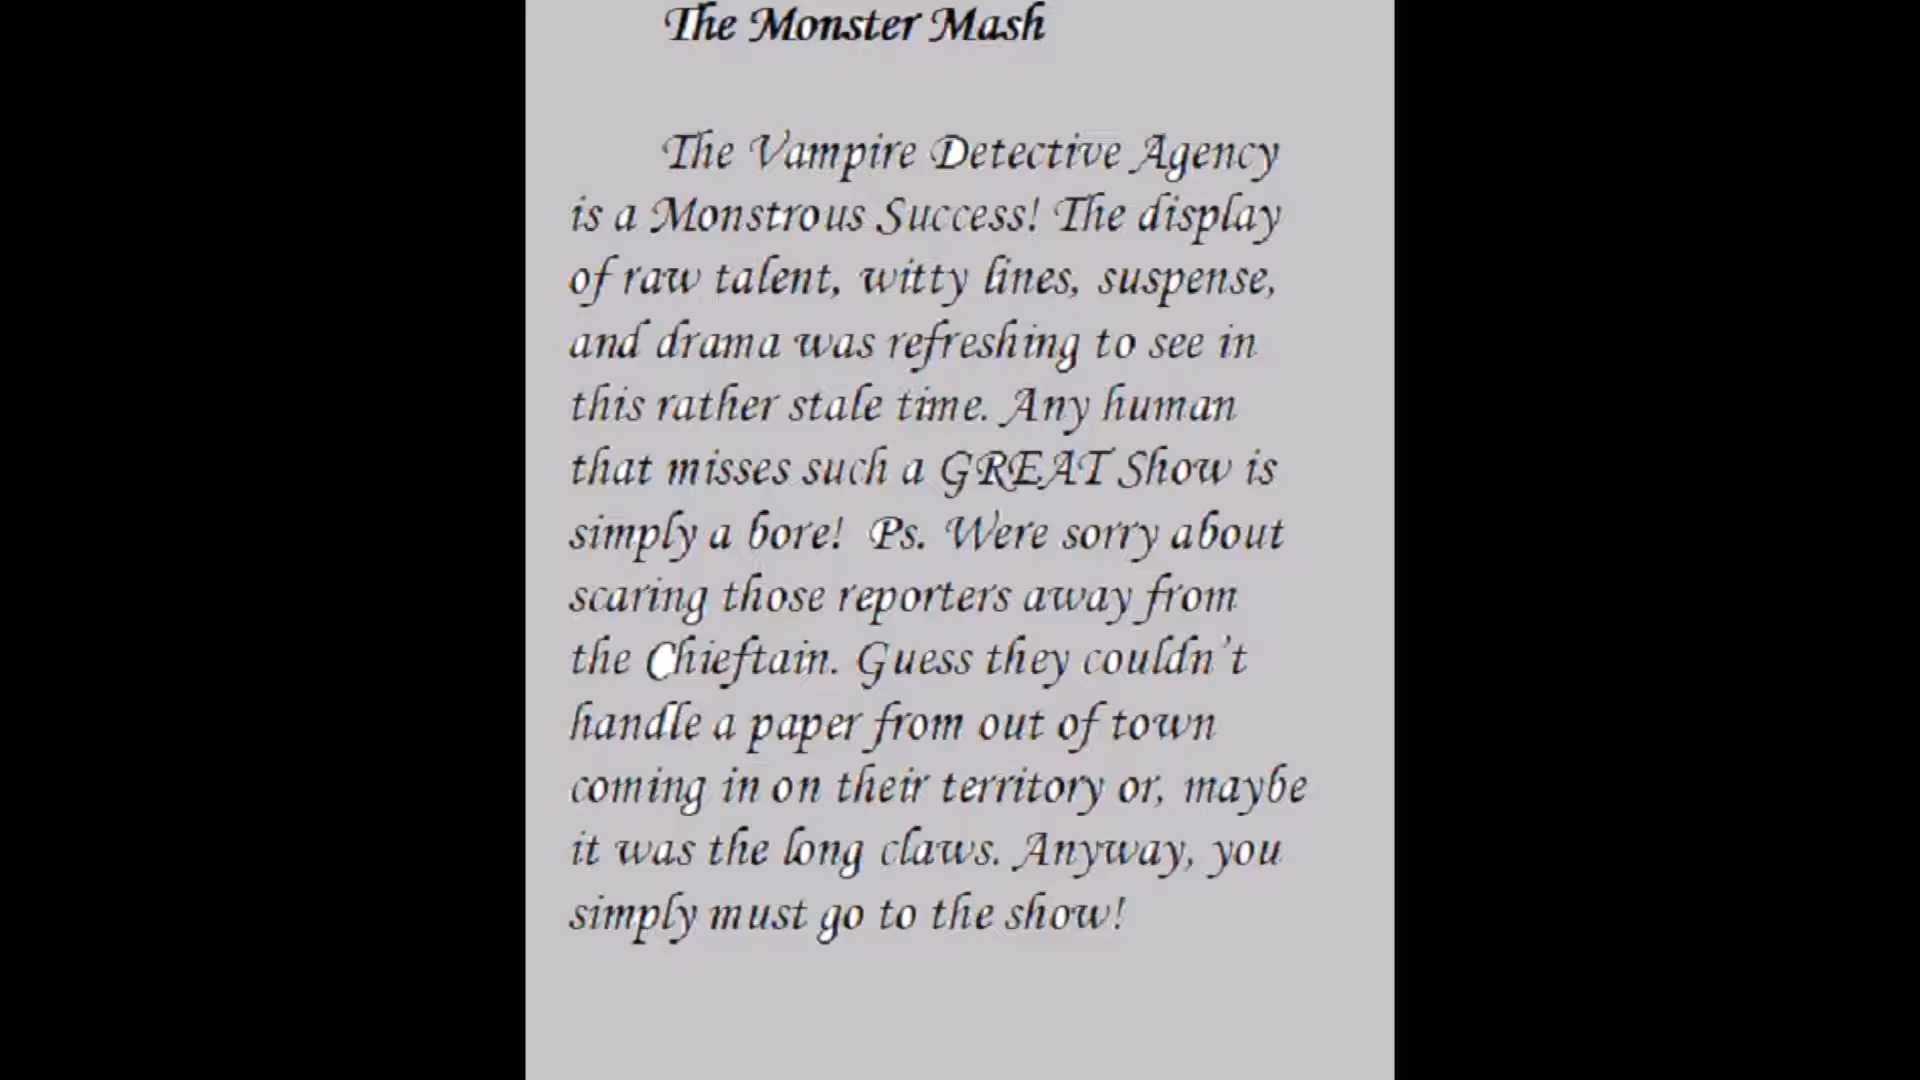 The Monster Mash
The Vampire Detective Agency
is a Monstrous Success! The display
of raw talent, witty lines, suspense,
and drama was refreshing to see in
this rather stale time. Any human
that misses such a GREAT Show is
simply a bore! Ps. Were sorry about
scaring those reporters away from
the Chieftain. Guess they couldn't
handle a paper from out of town
coming in on their territory or, maybe
it was the long claws. Anyway, you
simply must go to the show!